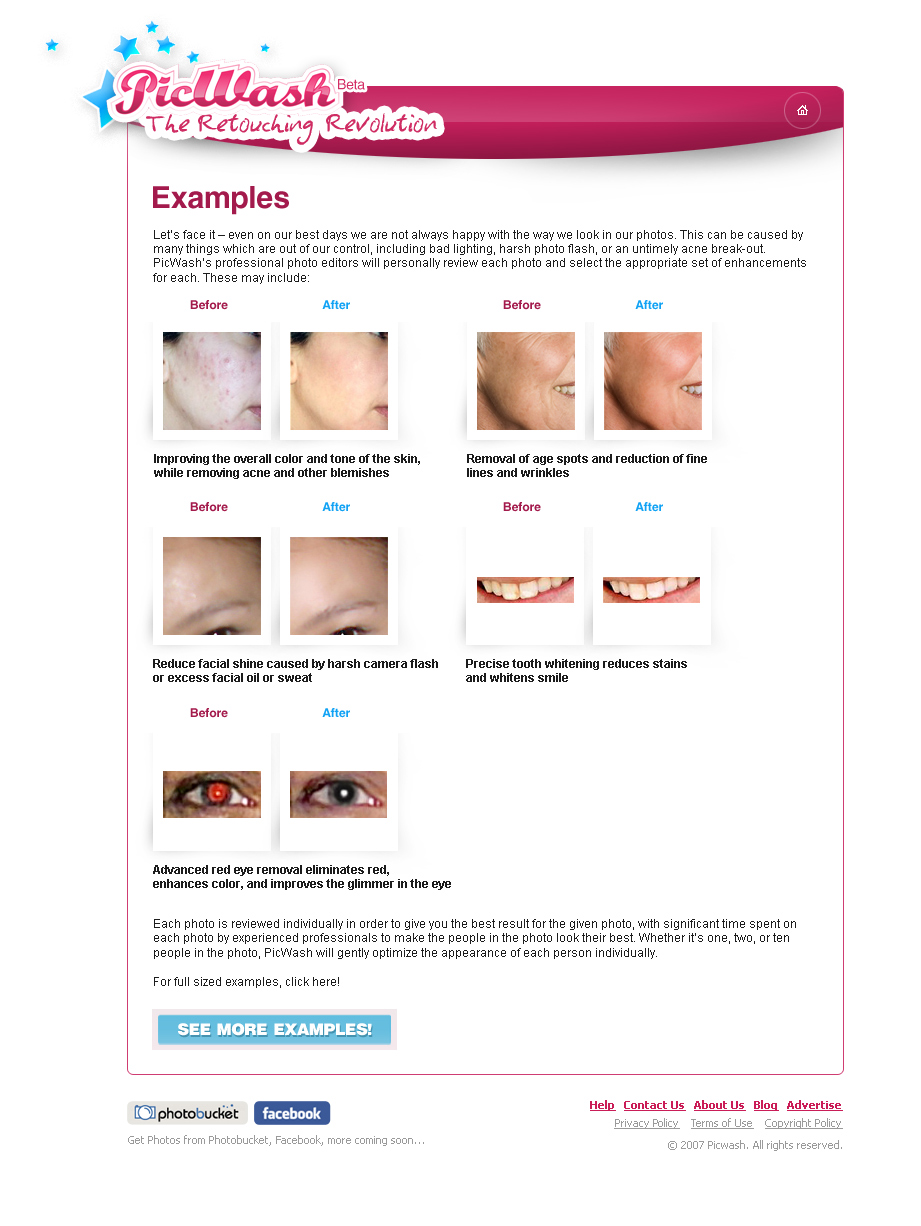 PicWash Beta
The Retouching Revolution
Examples
Let's face it – even on our best days we are not always happy with the way we look in our photos. This can be caused by
many things which are out of our control, including bad lighting, harsh photo flash, or an untimely acne break-out.
PicWash's professional photo editors will personally review each photo and select the appropriate set of enhancements
for each. These may include:
Before After Before After
Improving the overall color and tone of the skin,
while removing acne and other blemishes
Removal of age spots and reduction of fine
lines and wrinkles
Before After Before After
Reduce facial shine caused by harsh camera flash
or excess facial oil or sweat
Precise tooth whitening reduces stains
and whitens smile
Before After
Advanced red eye removal eliminates red,
enhances color, and improves the glimmer in the eye
Each photo is reviewed individually in order to give you the best result for the given photo, with significant time spent on
each photo by experienced professionals to make the people in the photo look their best. Whether it's one, two, or ten
people in the photo, PicWash will gently optimize the appearance of each person individually.
For full sized examples, click here!
SEE MORE EXAMPLES!
photobucket facebook
Get Photos from Photobucket, Facebook, more coming soon...
Help Contact Us About Us Blog Advertise
Privacy Policy Terms of Use Copyright Policy
© 2007 Picwash. All rights reserved.